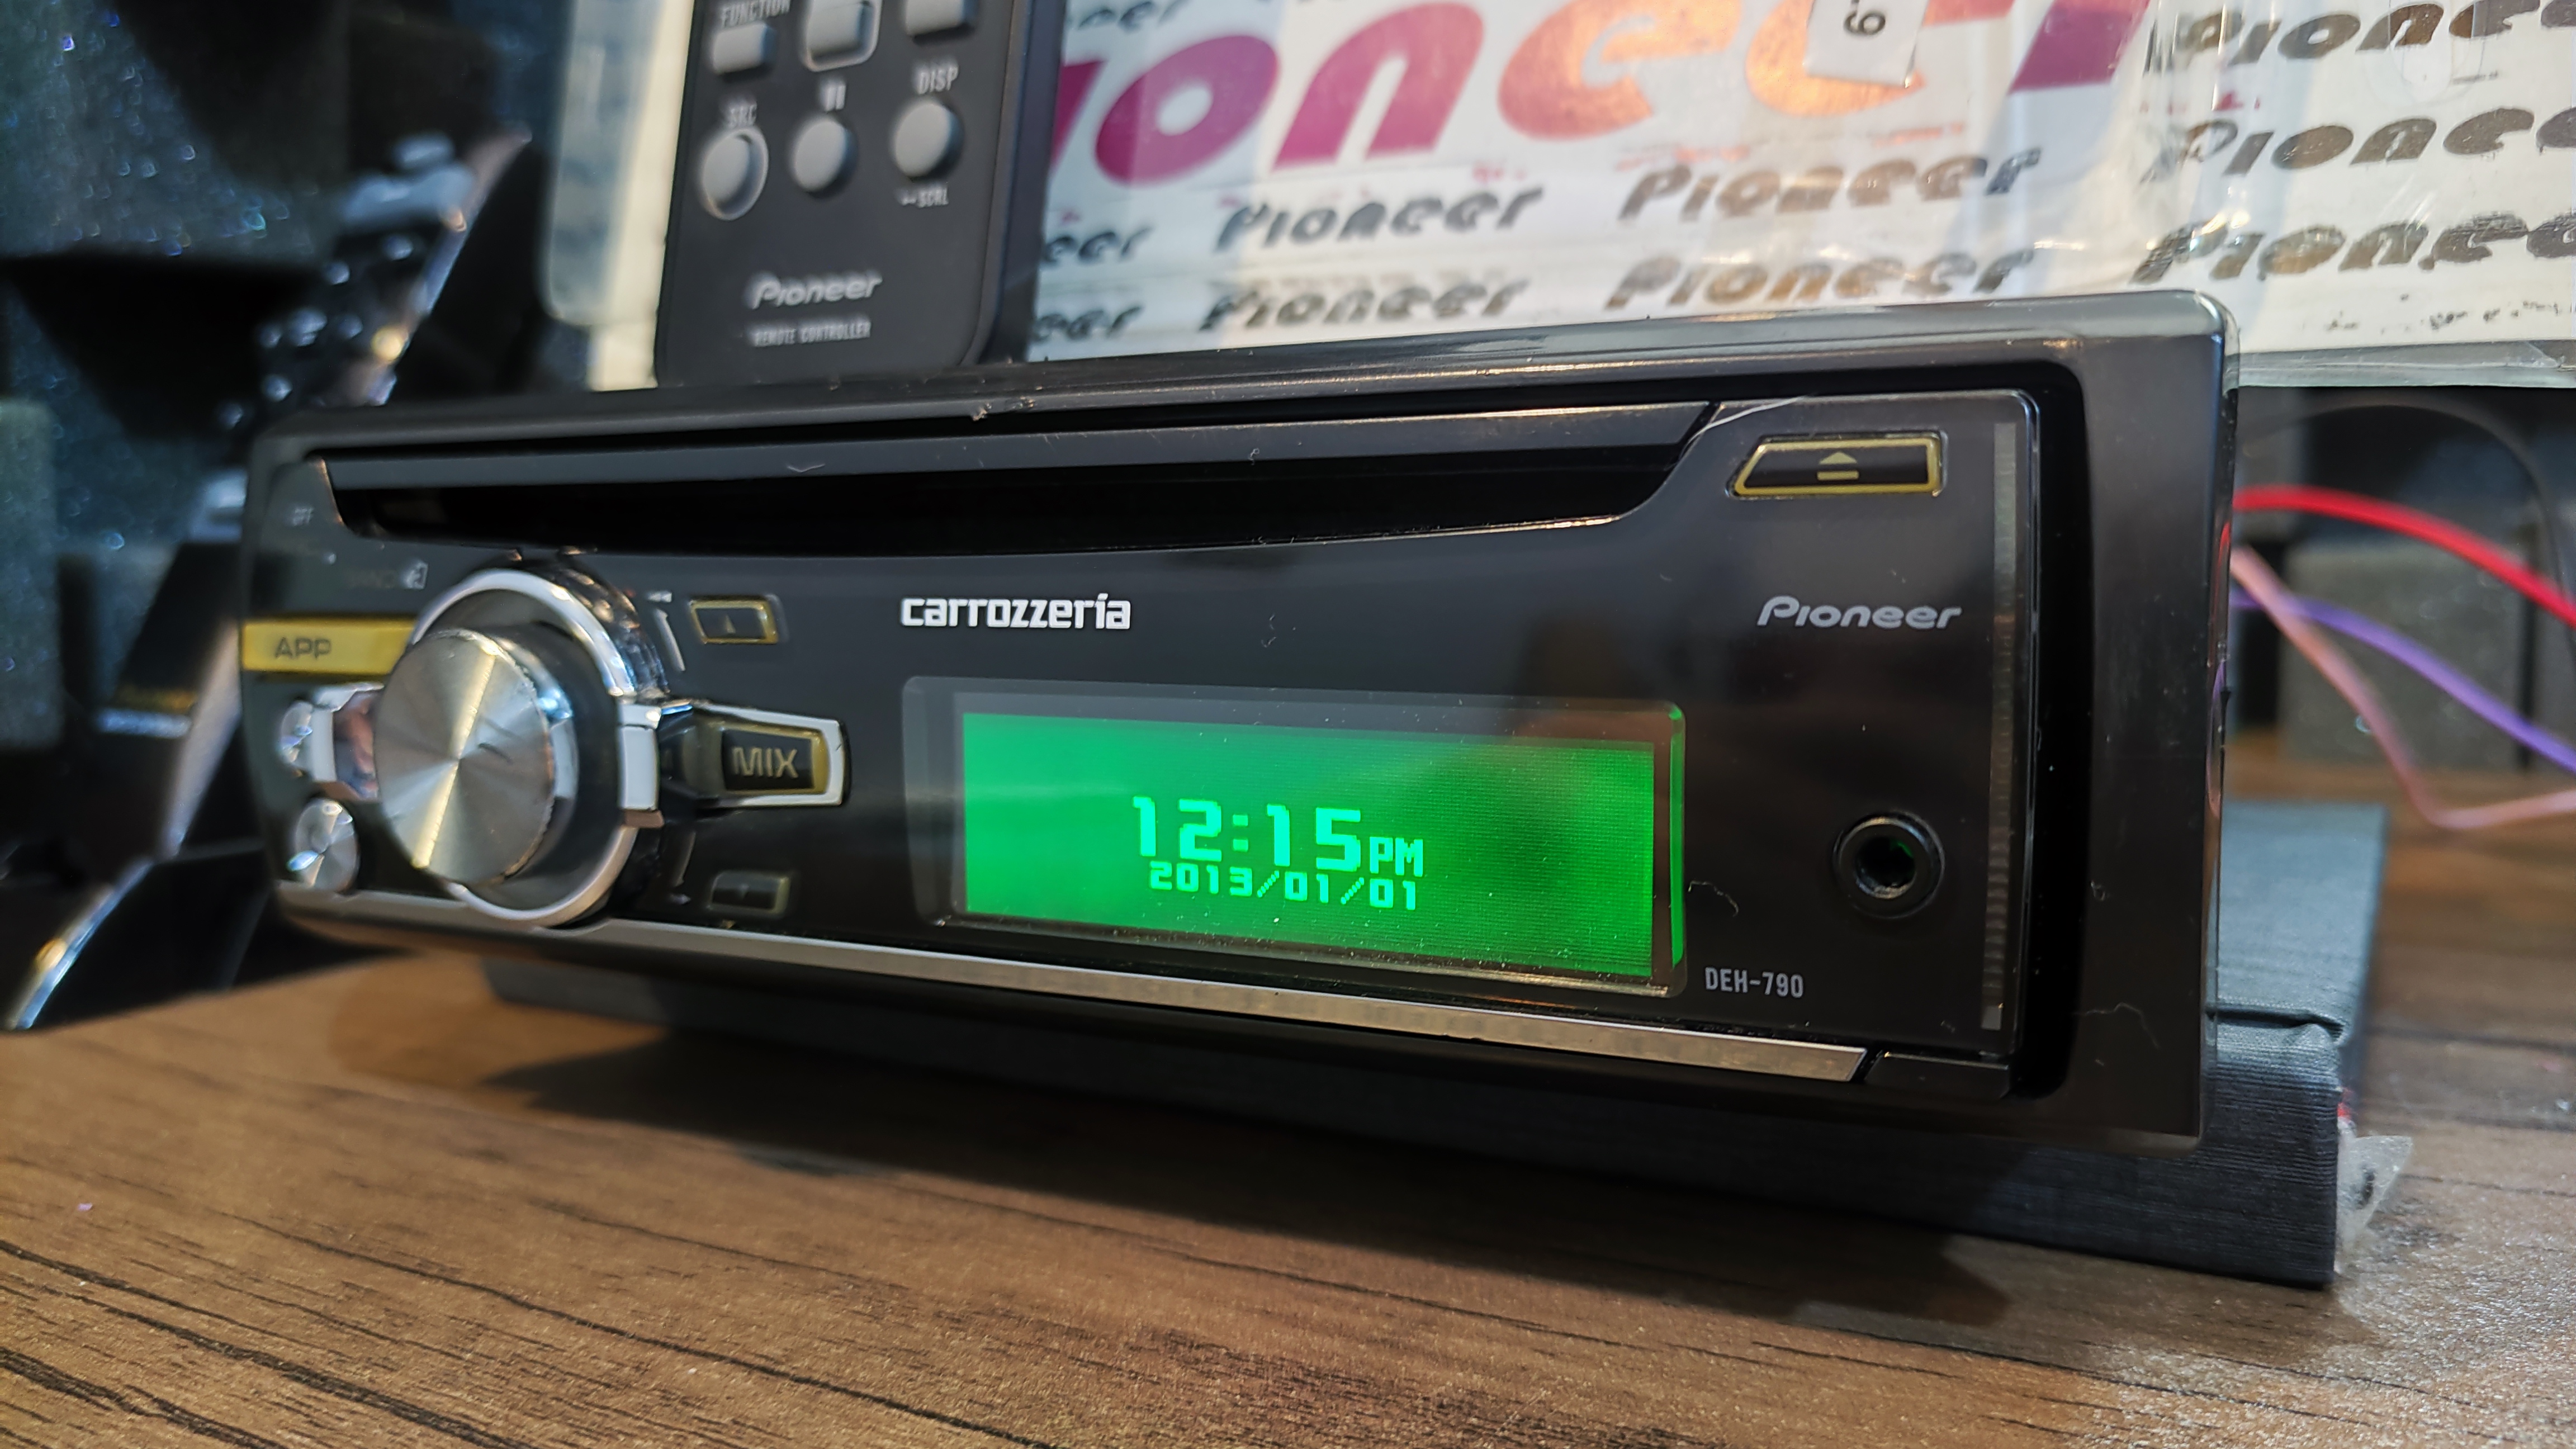 FUNCTION
SRC
DISP
SCRL
Pioneer
REMOTE CONTROLLER
Pioneer
Pioneer
Pioneer
Pioneer
Pioneer
Pioneer
OFF
APP
MIX
carrozzeria
Pioneer
12:15PM
2013/01/01
DEH-790